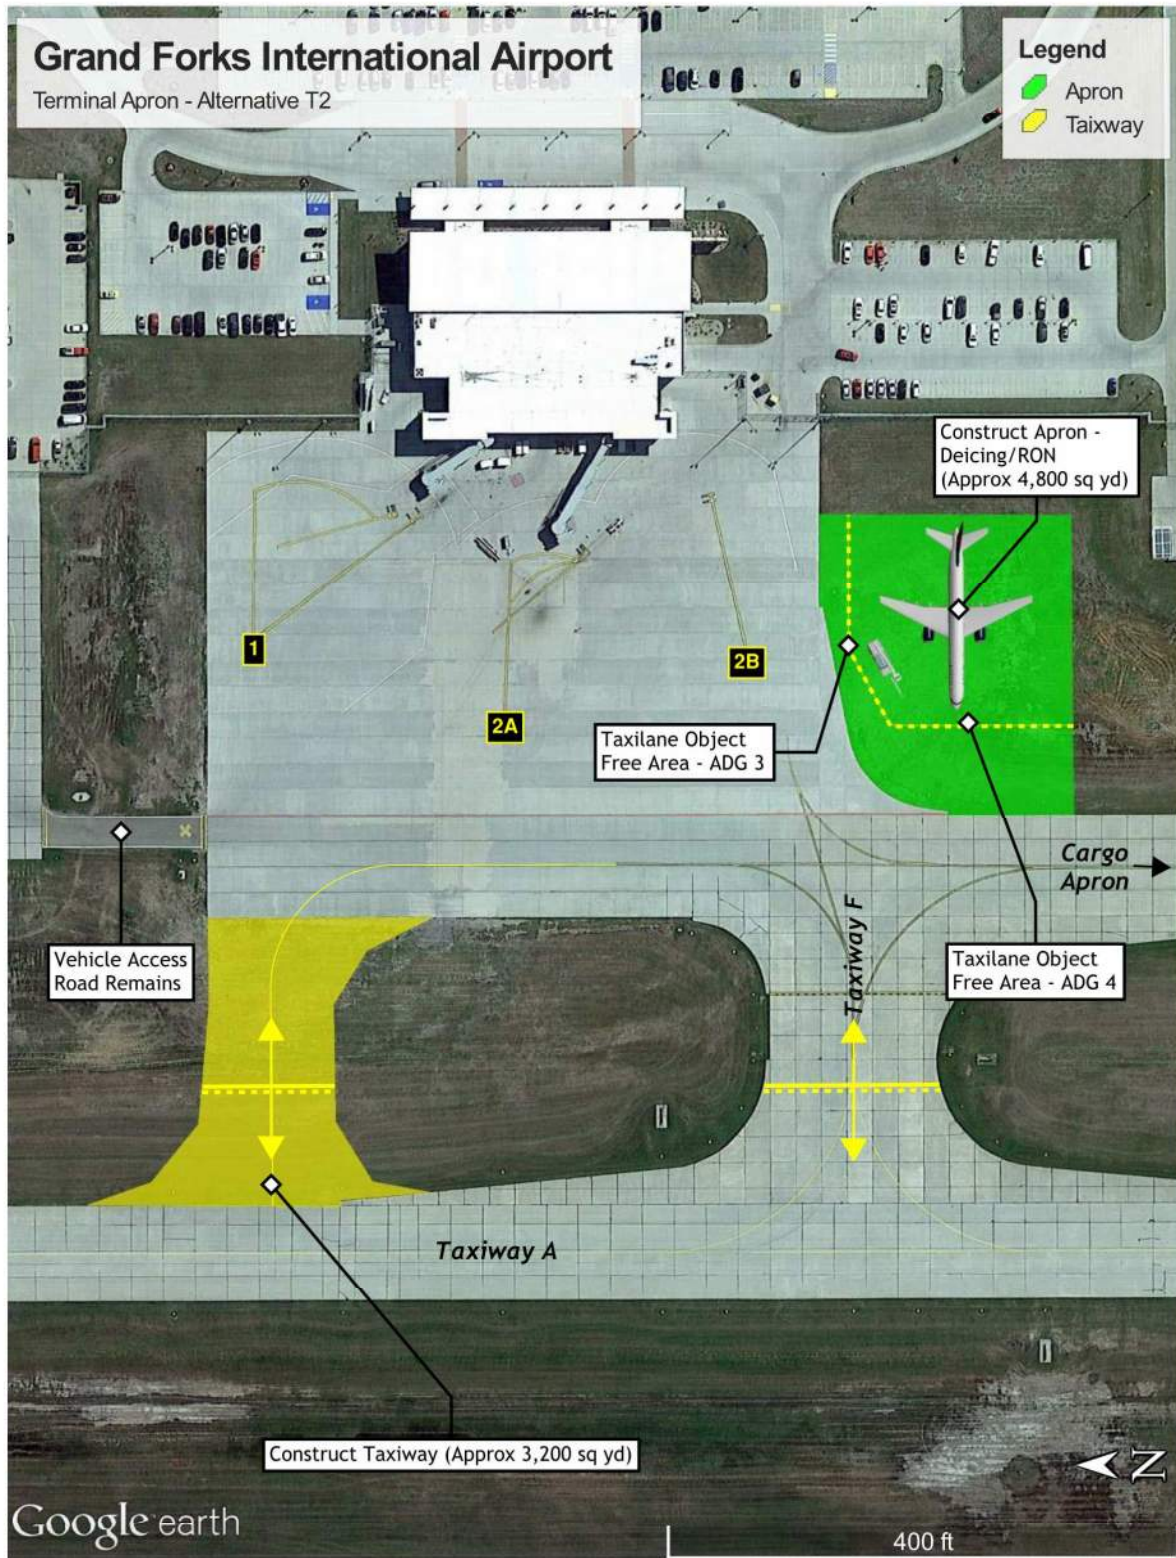 Grand Forks International Airport
Terminal Apron - Alternative T2
Legend
Apron
Taixway
Construct Apron -
Deicing/RON
(Approx 4,800 sq yd)
1
2A
2B
Taxilane Object
Free Area - ADG 3
Cargo
Apron
Taxiway F
Vehicle Access
Road Remains
Taxilane Object
Free Area - ADG 4
Taxiway A
Construct Taxiway (Approx 3,200 sq yd)
N
Google earth
400 ft